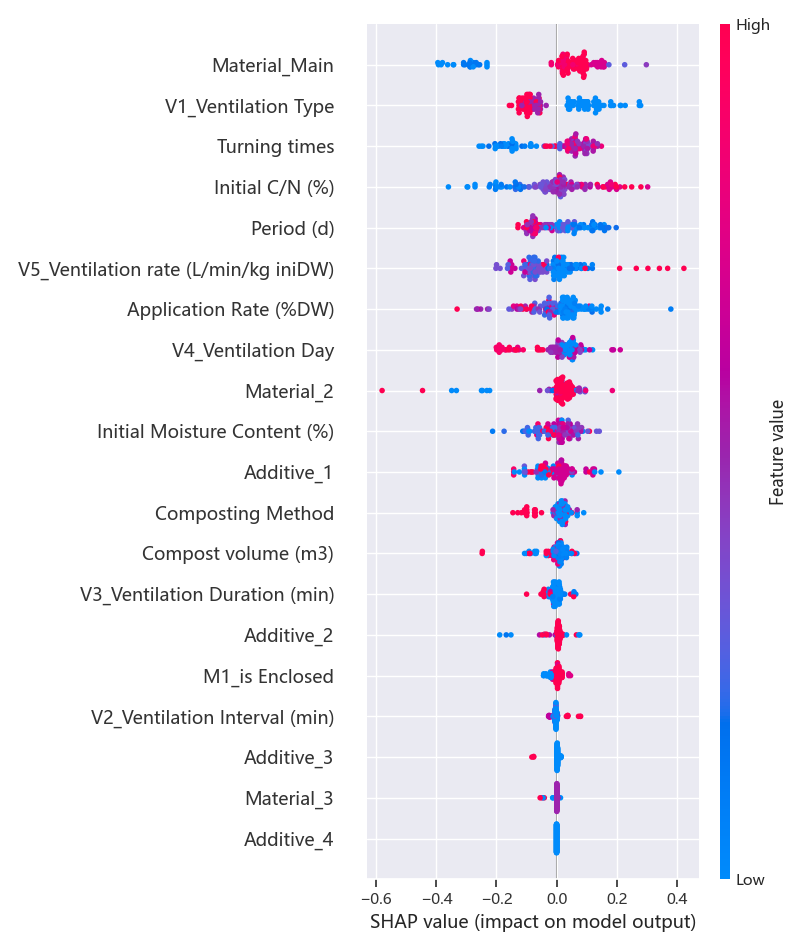 High
Material_Main
V1_Ventilation Type
Turning times
Initial C/N (%)
Period (d)
V5_Ventilation rate (L/min/kg iniDW)
Application Rate (%DW)
V4_Ventilation Day
Material_2
Initial Moisture Content (%)
Additive_1
Composting Method
Compost volume (m3)
V3_Ventilation Duration (min)
Additive_2
M1_is Enclosed
V2_Ventilation Interval (min)
Additive_3
Material_3
Additive_4
Feature value
Low
−0.6 −0.4 −0.2 0.0 0.2 0.4
SHAP value (impact on model output)